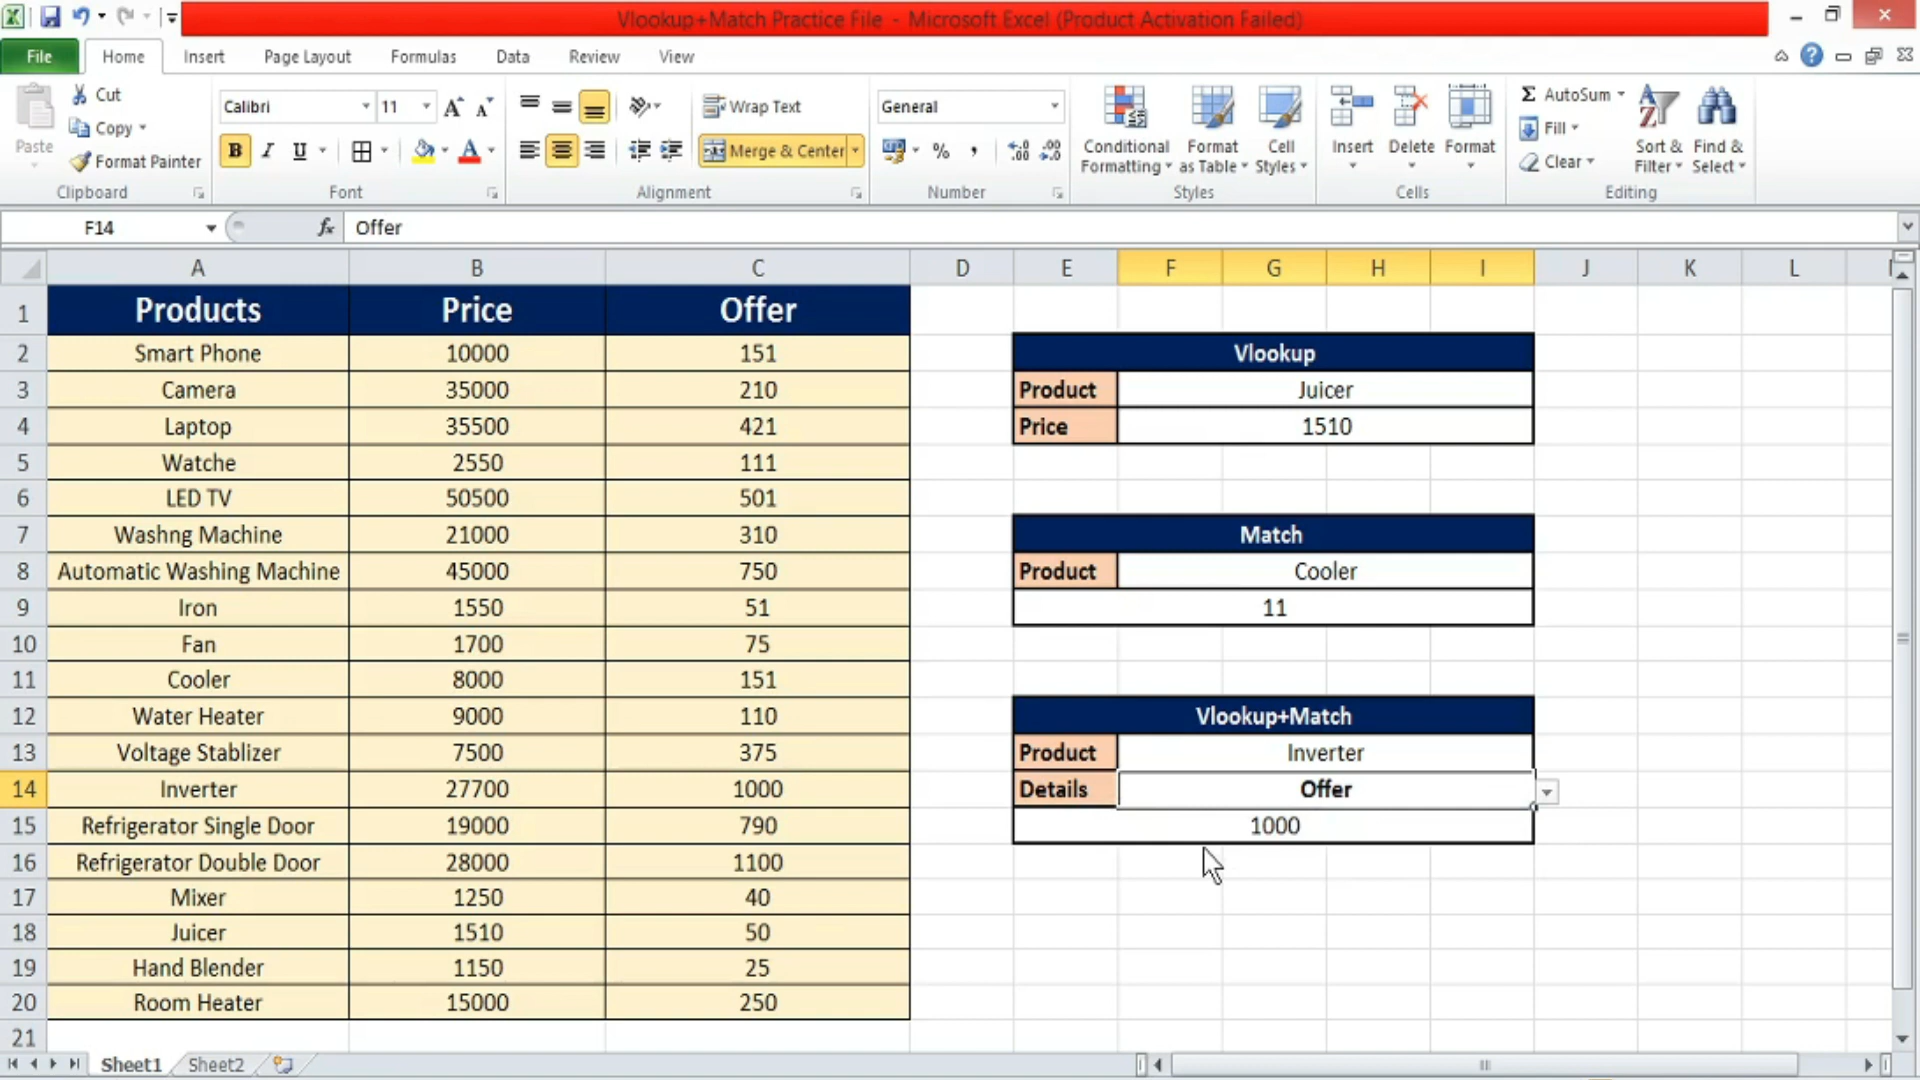 Vlookup+Match Practice File - Microsoft Excel (Product Activation Failed)
File Home Insert Page Layout Formulas Data Review View
Paste
Cut
Copy
Format Painter
Clipboard
Calibri 11
B I U
Font
Wrap Text
Merge & Center
Alignment
General
% ,
Number
Conditional Formatting
Format as Table
Cell Styles
Styles
Insert Delete Format
Cells
Σ AutoSum
Fill
Clear
Sort & Filter
Find & Select
Editing
F14 fx Offer
A B C D E F G H I J K L
1 Products Price Offer
2 Smart Phone 10000 151 Vlookup
3 Camera 35000 210 Product Juicer
4 Laptop 35500 421 Price 1510
5 Watche 2550 111
6 LED TV 50500 501
7 Washng Machine 21000 310 Match
8 Automatic Washing Machine 45000 750 Product Cooler
9 Iron 1550 51 11
10 Fan 1700 75
11 Cooler 8000 151
12 Water Heater 9000 110 Vlookup+Match
13 Voltage Stablizer 7500 375 Product Inverter
14 Inverter 27700 1000 Details Offer
15 Refrigerator Single Door 19000 790 1000
16 Refrigerator Double Door 28000 1100
17 Mixer 1250 40
18 Juicer 1510 50
19 Hand Blender 1150 25
20 Room Heater 15000 250
21
Sheet1 Sheet2